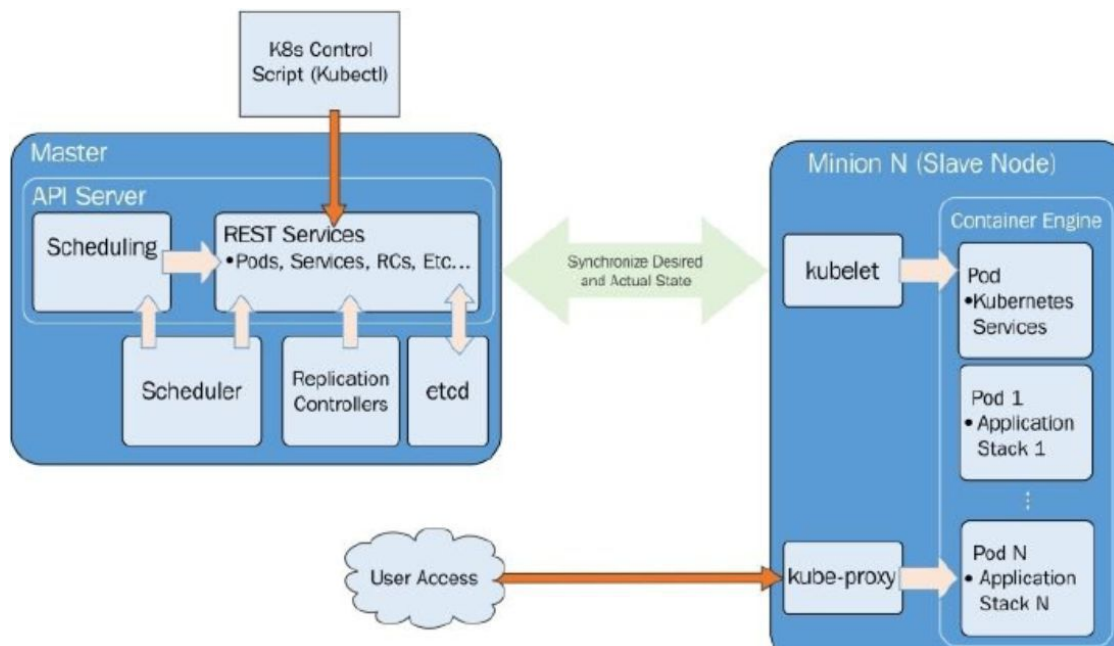 K8s Control
Script (Kubectl)
Master
API Server
Scheduling
REST Services
•Pods, Services, RCs, Etc...
Scheduler
Replication
Controllers
etcd
Synchronize Desired
and Actual State
Minion N (Slave Node)
Container Engine
kubelet
Pod
•Kubernetes
Services
Pod 1
• Application
Stack 1
⋮
User Access
kube-proxy
Pod N
• Application
Stack N